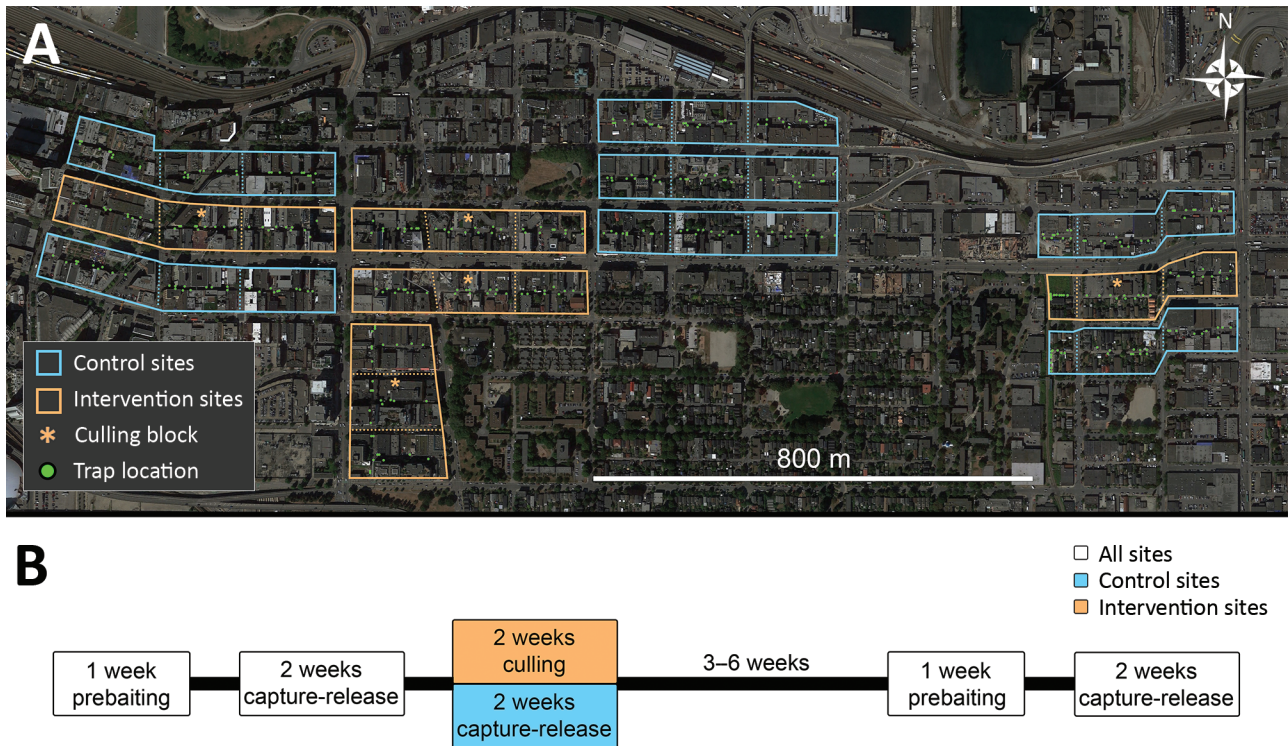 A
N
Control sites
Intervention sites
* Culling block
Trap location
800 m
B
All sites
Control sites
Intervention sites
1 week
prebaiting
2 weeks
capture-release
2 weeks
culling
2 weeks
capture-release
3–6 weeks
1 week
prebaiting
2 weeks
capture-release